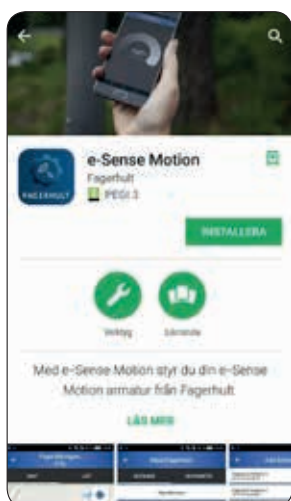 e-Sense Motion
Fagerhult
PEGI 3
FAGERHULT
INSTALLERA
Verktyg
Liknande
Med e-Sense Motion styr du din e-Sense
Motion armatur från Fagerhult
LÄS MER